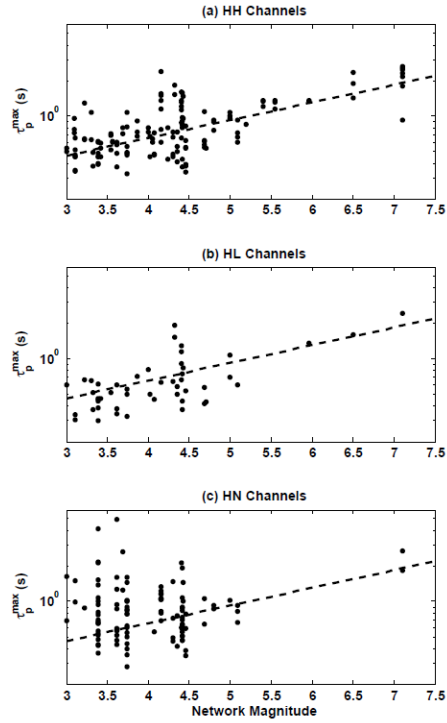 (a) HH Channels
τp^max (s)
10^0
3 3.5 4 4.5 5 5.5 6 6.5 7 7.5
(b) HL Channels
τp^max (s)
10^0
3 3.5 4 4.5 5 5.5 6 6.5 7 7.5
(c) HN Channels
τp^max (s)
10^0
3 3.5 4 4.5 5 5.5 6 6.5 7 7.5
Network Magnitude